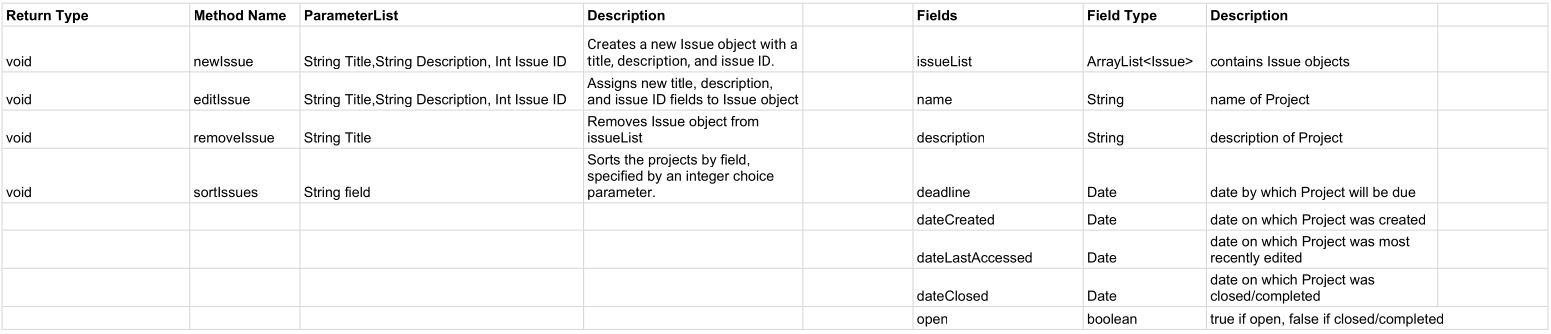 Return Type Method Name ParameterList Description Fields Field Type Description
Creates a new Issue object with a
void newIssue String Title,String Description, Int Issue ID title, description, and issue ID. issueList ArrayList<Issue> contains Issue objects
Assigns new title, description,
void editIssue String Title,String Description, Int Issue ID and issue ID fields to Issue object name String name of Project
Removes Issue object from
void removeIssue String Title issueList description String description of Project
Sorts the projects by field,
specified by an integer choice
void sortIssues String field parameter. deadline Date date by which Project will be due
dateCreated Date date on which Project was created
date on which Project was most
dateLastAccessed Date recently edited
date on which Project was
dateClosed Date closed/completed
open boolean true if open, false if closed/completed